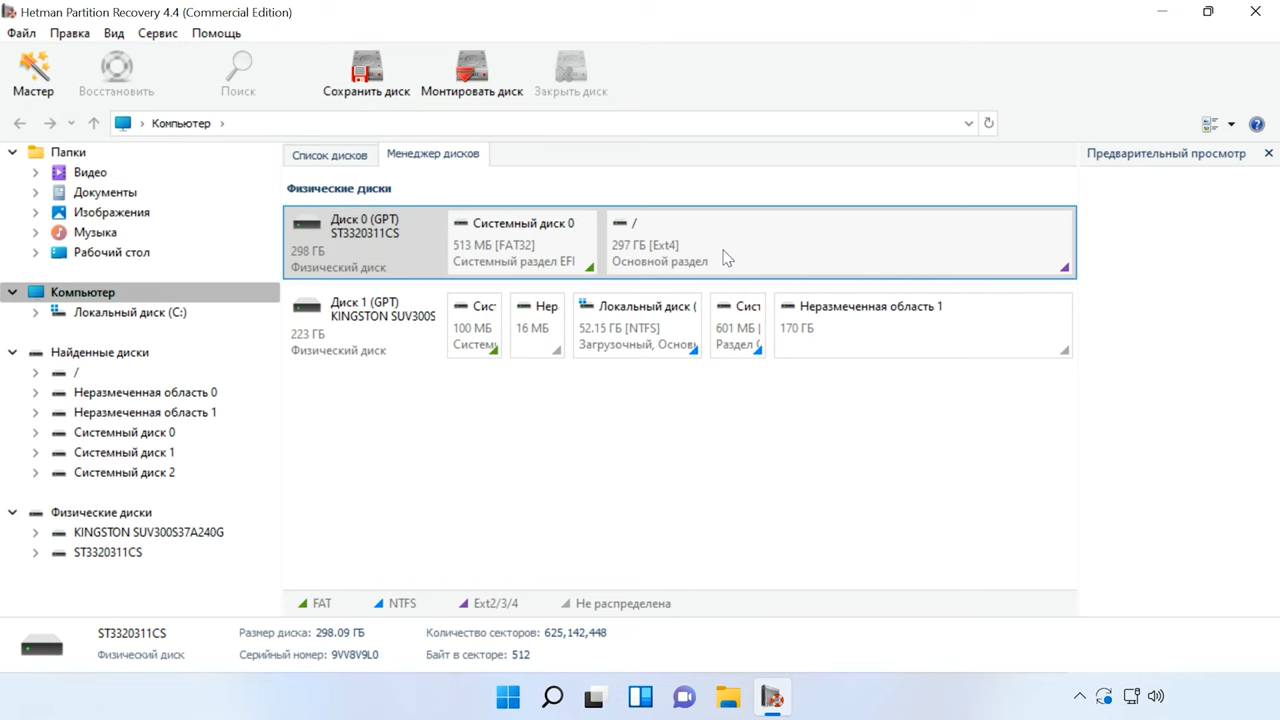 Hetman Partition Recovery 4.4 (Commercial Edition)
Файл Правка Вид Сервис Помощь
Мастер Восстановить Поиск Сохранить диск Монтировать диск Закрыть диск
Компьютер
Папки
Видео
Документы
Изображения
Музыка
Рабочий стол
Компьютер
Локальный диск (C:)
Найденные диски
/
Неразмеченная область 0
Неразмеченная область 1
Системный диск 0
Системный диск 1
Системный диск 2
Физические диски
KINGSTON SUV300S37A240G
ST3320311CS
Список дисков Менеджер дисков
Физические диски
Диск 0 (GPT)
ST3320311CS
298 ГБ
Физический диск
Системный диск 0
513 МБ [FAT32]
Системный раздел EFI
/
297 ГБ [Ext4]
Основной раздел
Диск 1 (GPT)
KINGSTON SUV300S
223 ГБ
Физический диск
Сис
100 МБ
Систем
Нер
16 МБ
Локальный диск (
52.15 ГБ [NTFS]
Загрузочный, Основ
Сист
601 МБ [
Раздел
Неразмеченная область 1
170 ГБ
FAT NTFS Ext2/3/4 Не распределена
Предварительный просмотр
ST3320311CS
Физический диск
Размер диска: 298.09 ГБ
Серийный номер: 9VV8V9L0
Количество секторов: 625,142,448
Байт в секторе: 512